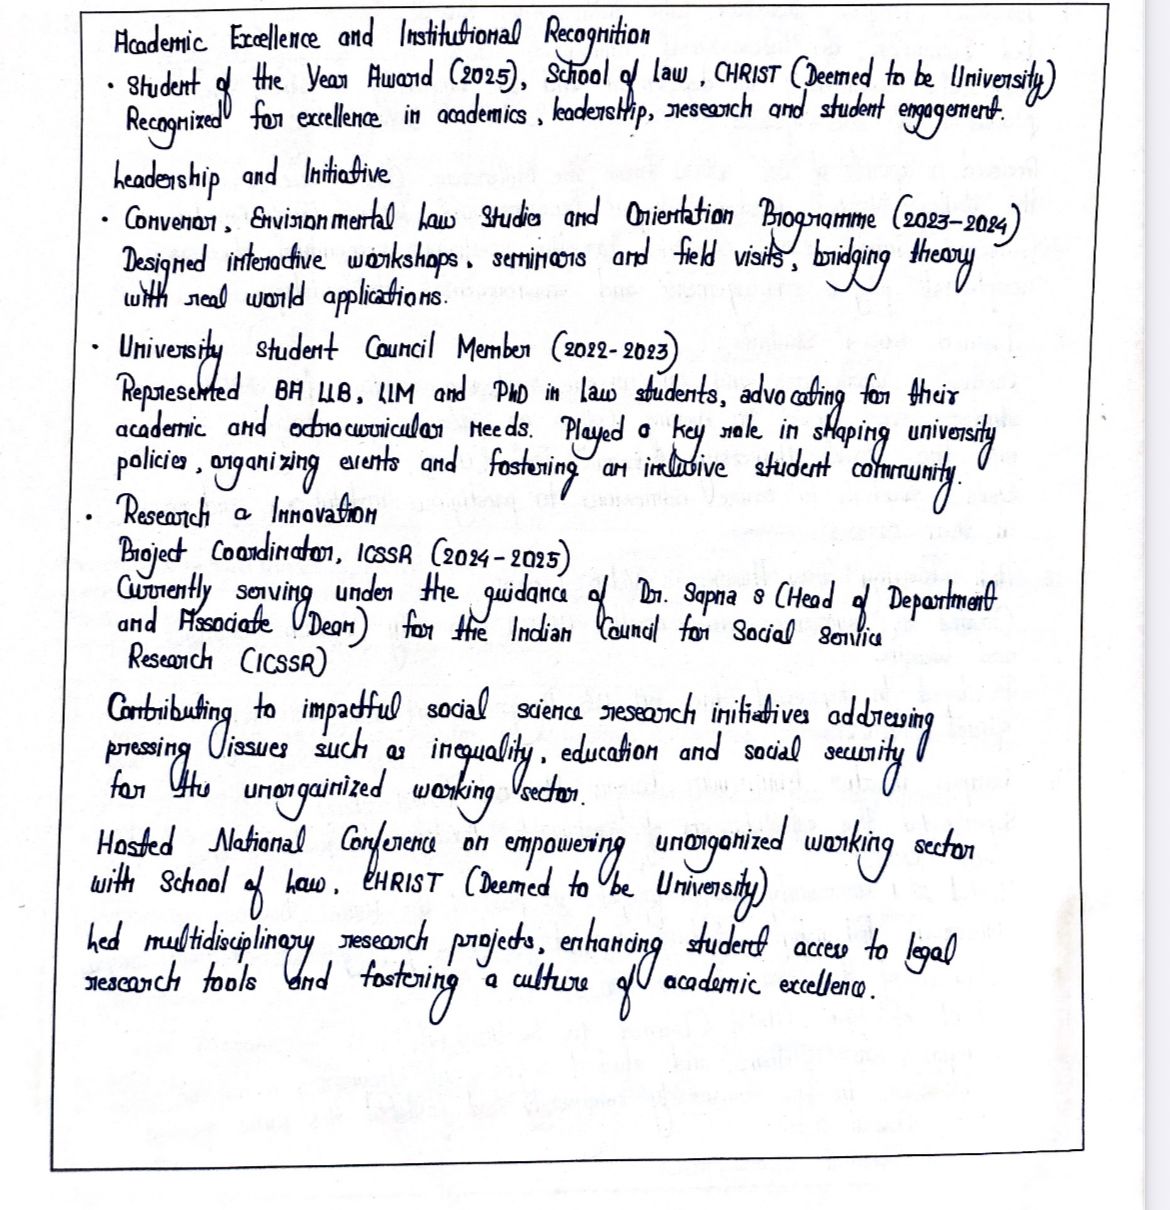 Academic Excellence and Institutional Recognition
• Student of the Year Award (2025), School of Law, CHRIST (Deemed to be University)
Recognized for excellence in academics, leadership, research and student engagement.
Leadership and Initiative
• Convenor, Environmental Law Studies and Orientation Programme (2023-2024)
Designed interactive workshops, seminars and field visits, bridging theory
with real world applications.
• University Student Council Member (2022-2023)
Represented BA LLB, LLM and PhD in Law students, advocating for their
academic and extracurricular needs. Played a key role in shaping university
policies, organizing events and fostering an inclusive student community.
• Research & Innovation
Project Coordinator, ICSSR (2024-2025)
Currently serving under the guidance of Dr. Sapna S (Head of Department
and Associate Dean) for the Indian Council for Social Service
Research (ICSSR)
Contributing to impactful social science research initiatives addressing
pressing issues such as inequality, education and social security
for the unorgainized working sector.
Hosted National Conference on empowering unorganized working sector
with School of Law, CHRIST (Deemed to be University)
Led multidisciplinary research projects, enhancing student access to legal
research tools and fostering a culture of academic excellence.